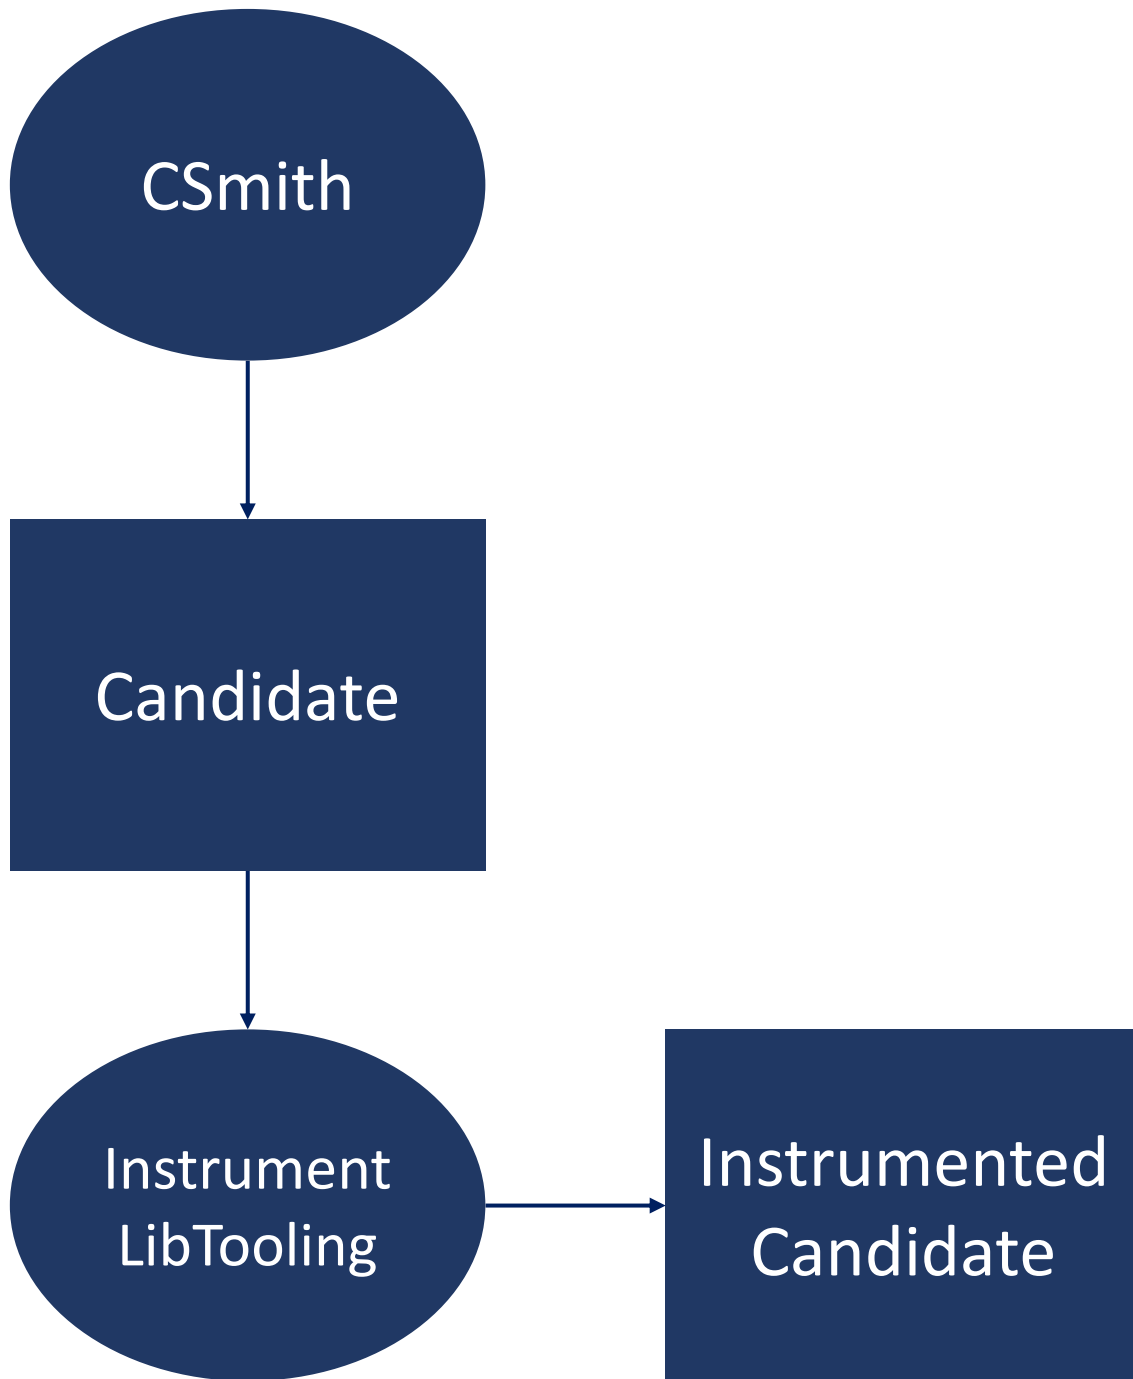 CSmith
Candidate
Instrument
LibTooling
Instrumented
Candidate